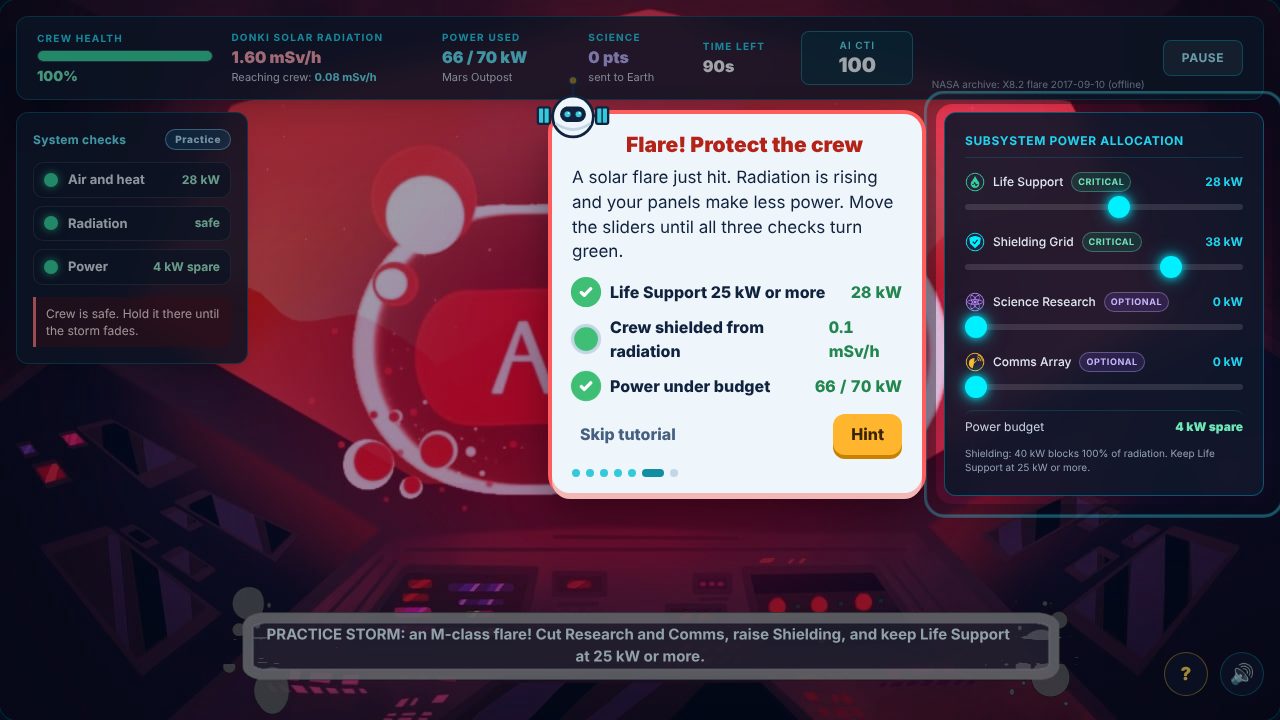 CREW HEALTH
100%
DONKI SOLAR RADIATION
1.60 mSv/h
Reaching crew: 0.08 mSv/h
POWER USED
66 / 70 kW
Mars Outpost
SCIENCE
0 pts
sent to Earth
TIME LEFT
90s
AI CTI
100
NASA archive: X8.2 flare 2017-09-10 (offline)
PAUSE
System checks
Practice
Air and heat 28 kW
Radiation safe
Power 4 kW spare
Crew is safe. Hold it there until
the storm fades.
A
Flare! Protect the crew
A solar flare just hit. Radiation is rising
and your panels make less power. Move
the sliders until all three checks turn
green.
Life Support 25 kW or more 28 kW
Crew shielded from
radiation
0.1
mSv/h
Power under budget 66 / 70 kW
Skip tutorial
Hint
SUBSYSTEM POWER ALLOCATION
Life Support CRITICAL 28 kW
Shielding Grid CRITICAL 38 kW
Science Research OPTIONAL 0 kW
Comms Array OPTIONAL 0 kW
Power budget 4 kW spare
Shielding: 40 kW blocks 100% of radiation. Keep Life
Support at 25 kW or more.
PRACTICE STORM: an M-class flare! Cut Research and Comms, raise Shielding, and keep Life Support
at 25 kW or more.
?